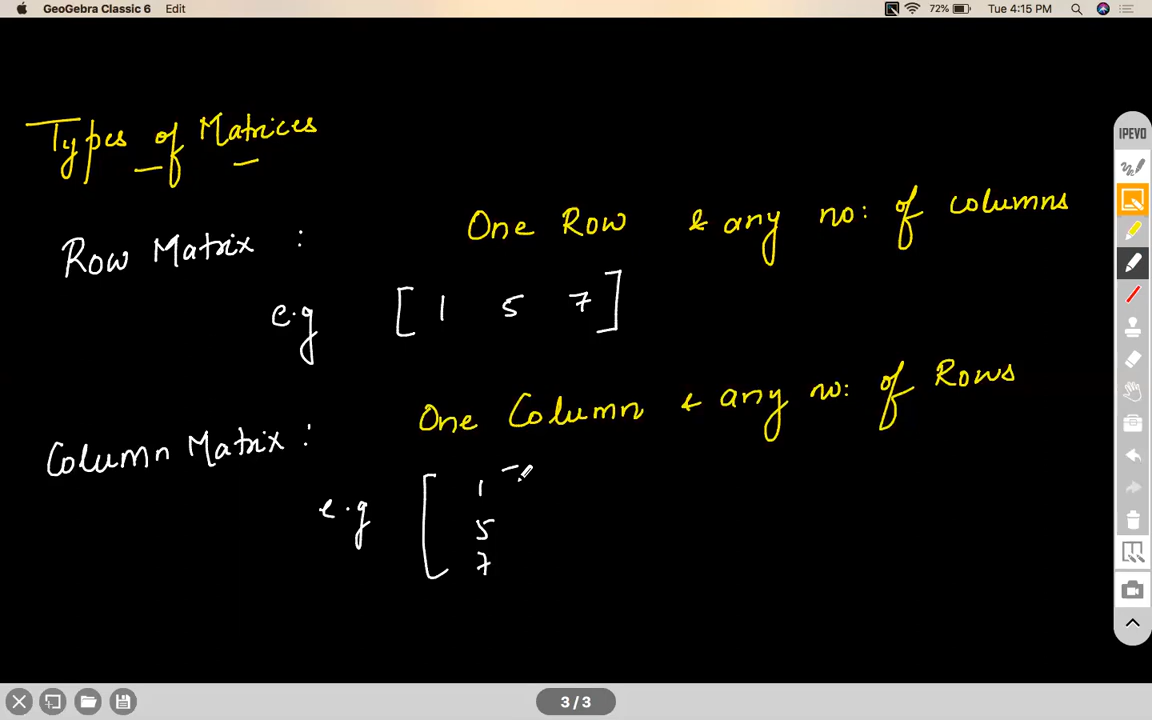 GeoGebra Classic 6 Edit 72% Tue 4:15 PM
Types of Matrices
Row Matrix : One Row & any no: of columns
e.g [ 1 5 7 ]
Column Matrix : One Column & any no: of Rows
e.g [ 1
5
7
IPEVO
3 / 3